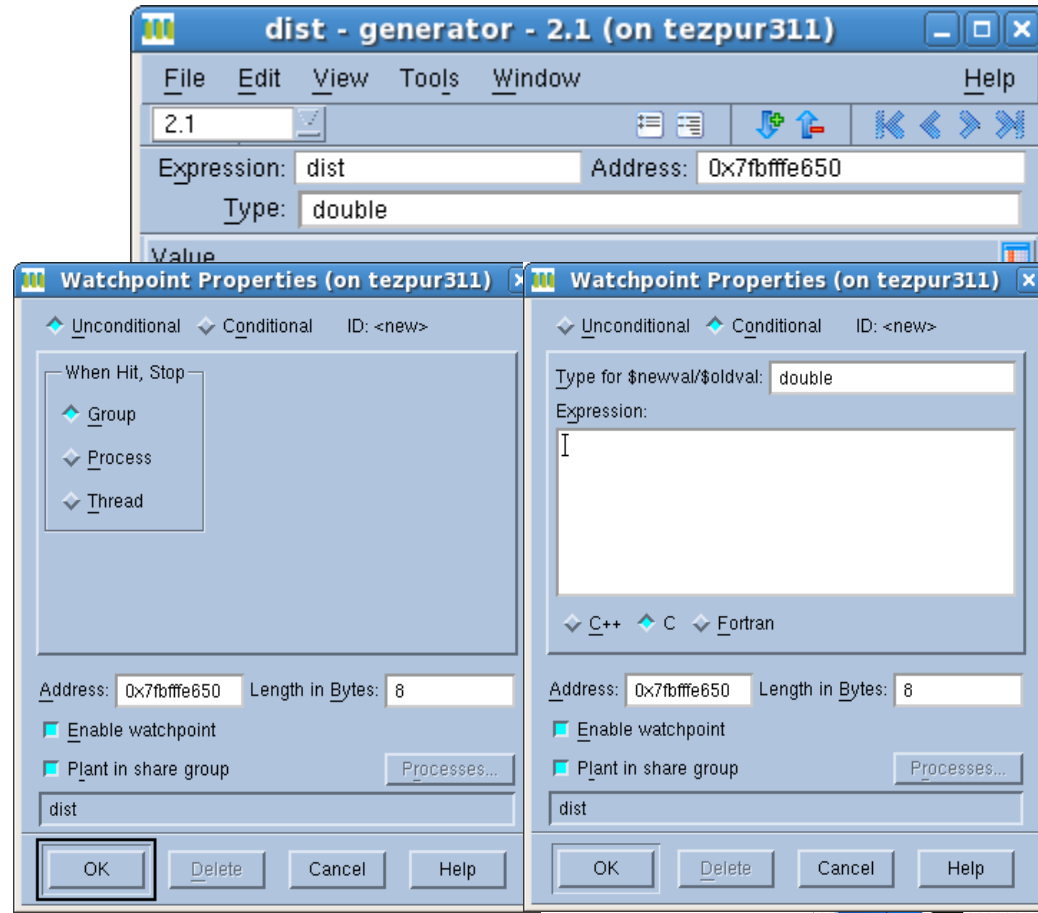 dist - generator - 2.1 (on tezpur311)
File Edit View Tools Window Help
2.1
Expression: dist Address: 0x7fbfffe650
Type: double
Value
Watchpoint Properties (on tezpur311)
Unconditional Conditional ID: <new>
When Hit, Stop
Group
Process
Thread
Address: 0x7fbfffe650 Length in Bytes: 8
Enable watchpoint
Plant in share group Processes...
dist
OK Delete Cancel Help
Watchpoint Properties (on tezpur311)
Unconditional Conditional ID: <new>
Type for $newval/$oldval: double
Expression:
C++ C Fortran
Address: 0x7fbfffe650 Length in Bytes: 8
Enable watchpoint
Plant in share group Processes...
dist
OK Delete Cancel Help